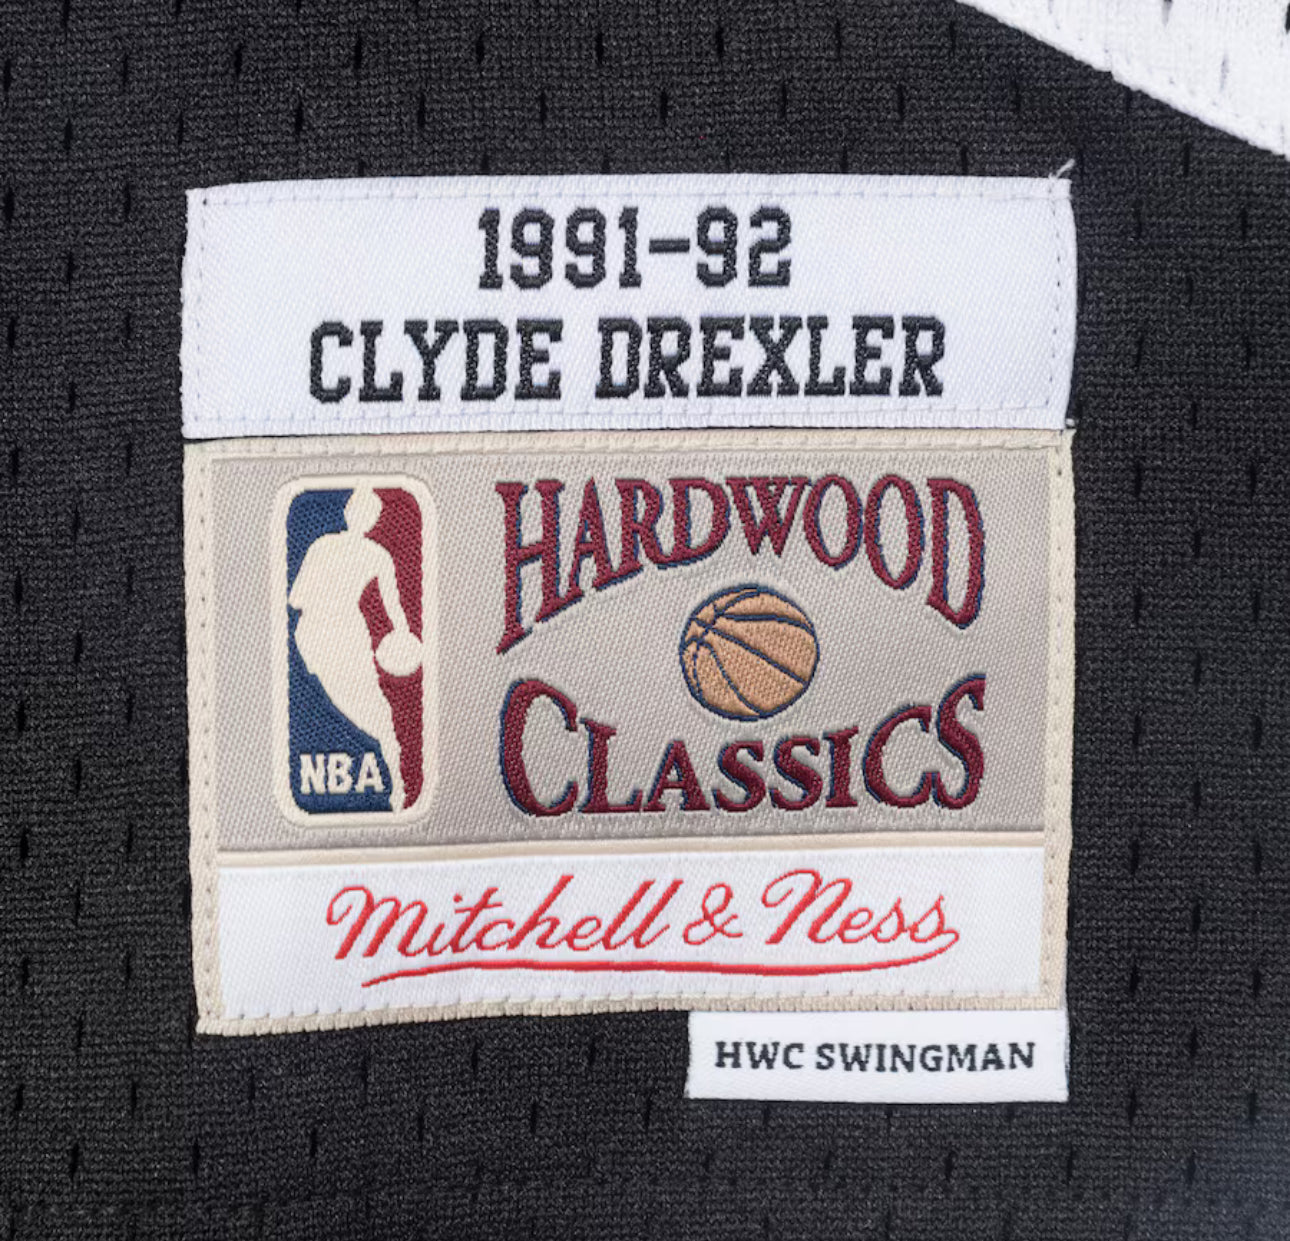 1991-92
CLYDE DREXLER
HARDWOOD
CLASSICS
NBA
Mitchell & Ness
HWC SWINGMAN